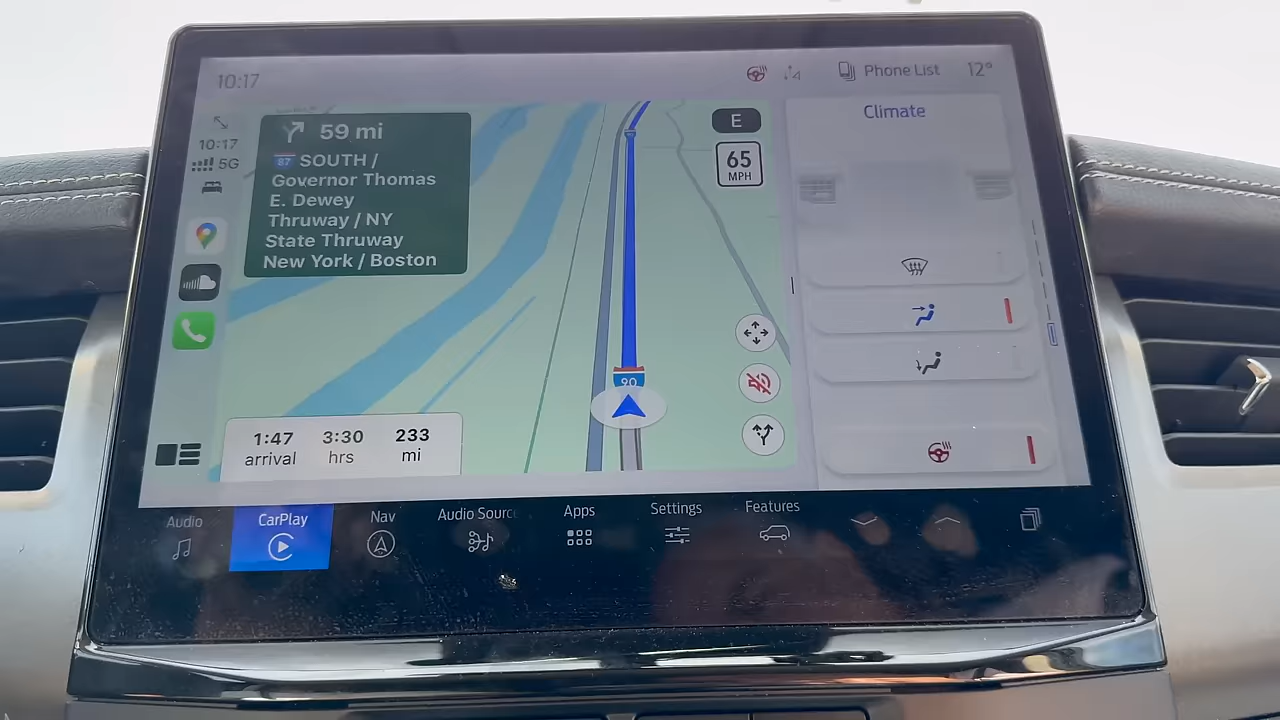 10:17
Phone List
12°
10:17
5G
59 mi
87 SOUTH /
Governor Thomas
E. Dewey
Thruway / NY
State Thruway
New York / Boston
E
65
MPH
90
Climate
1:47 3:30 233
arrival hrs mi
Audio
CarPlay
Nav
Audio Sourc
Apps
Settings
Features